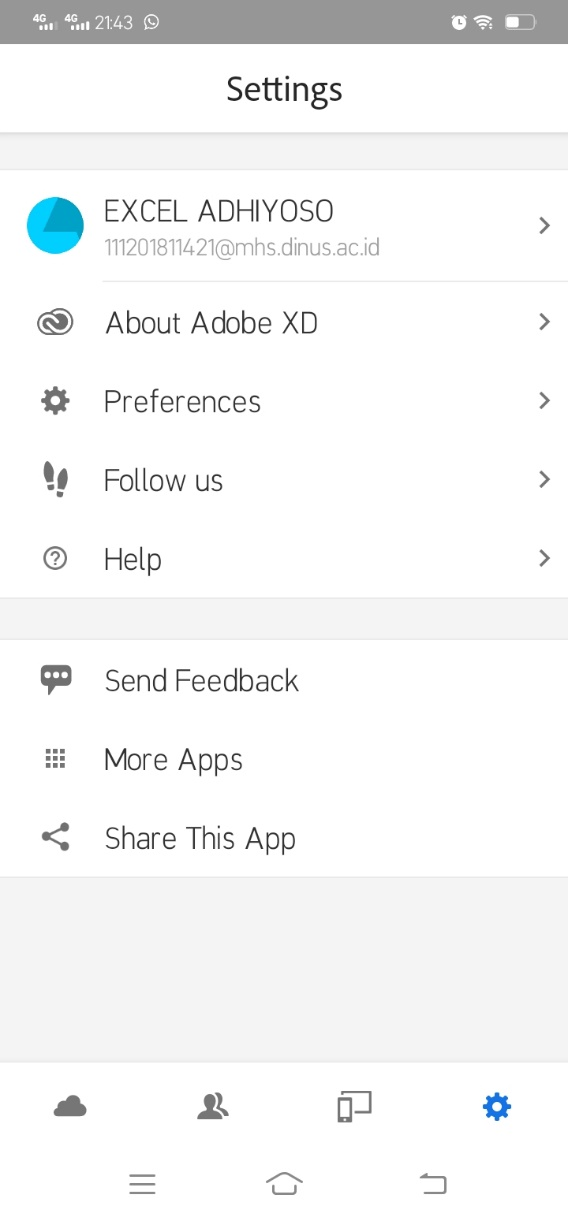 4G 4G 21:43
Settings
EXCEL ADHIYOSO
111201811421@mhs.dinus.ac.id
About Adobe XD
Preferences
Follow us
Help
Send Feedback
More Apps
Share This App